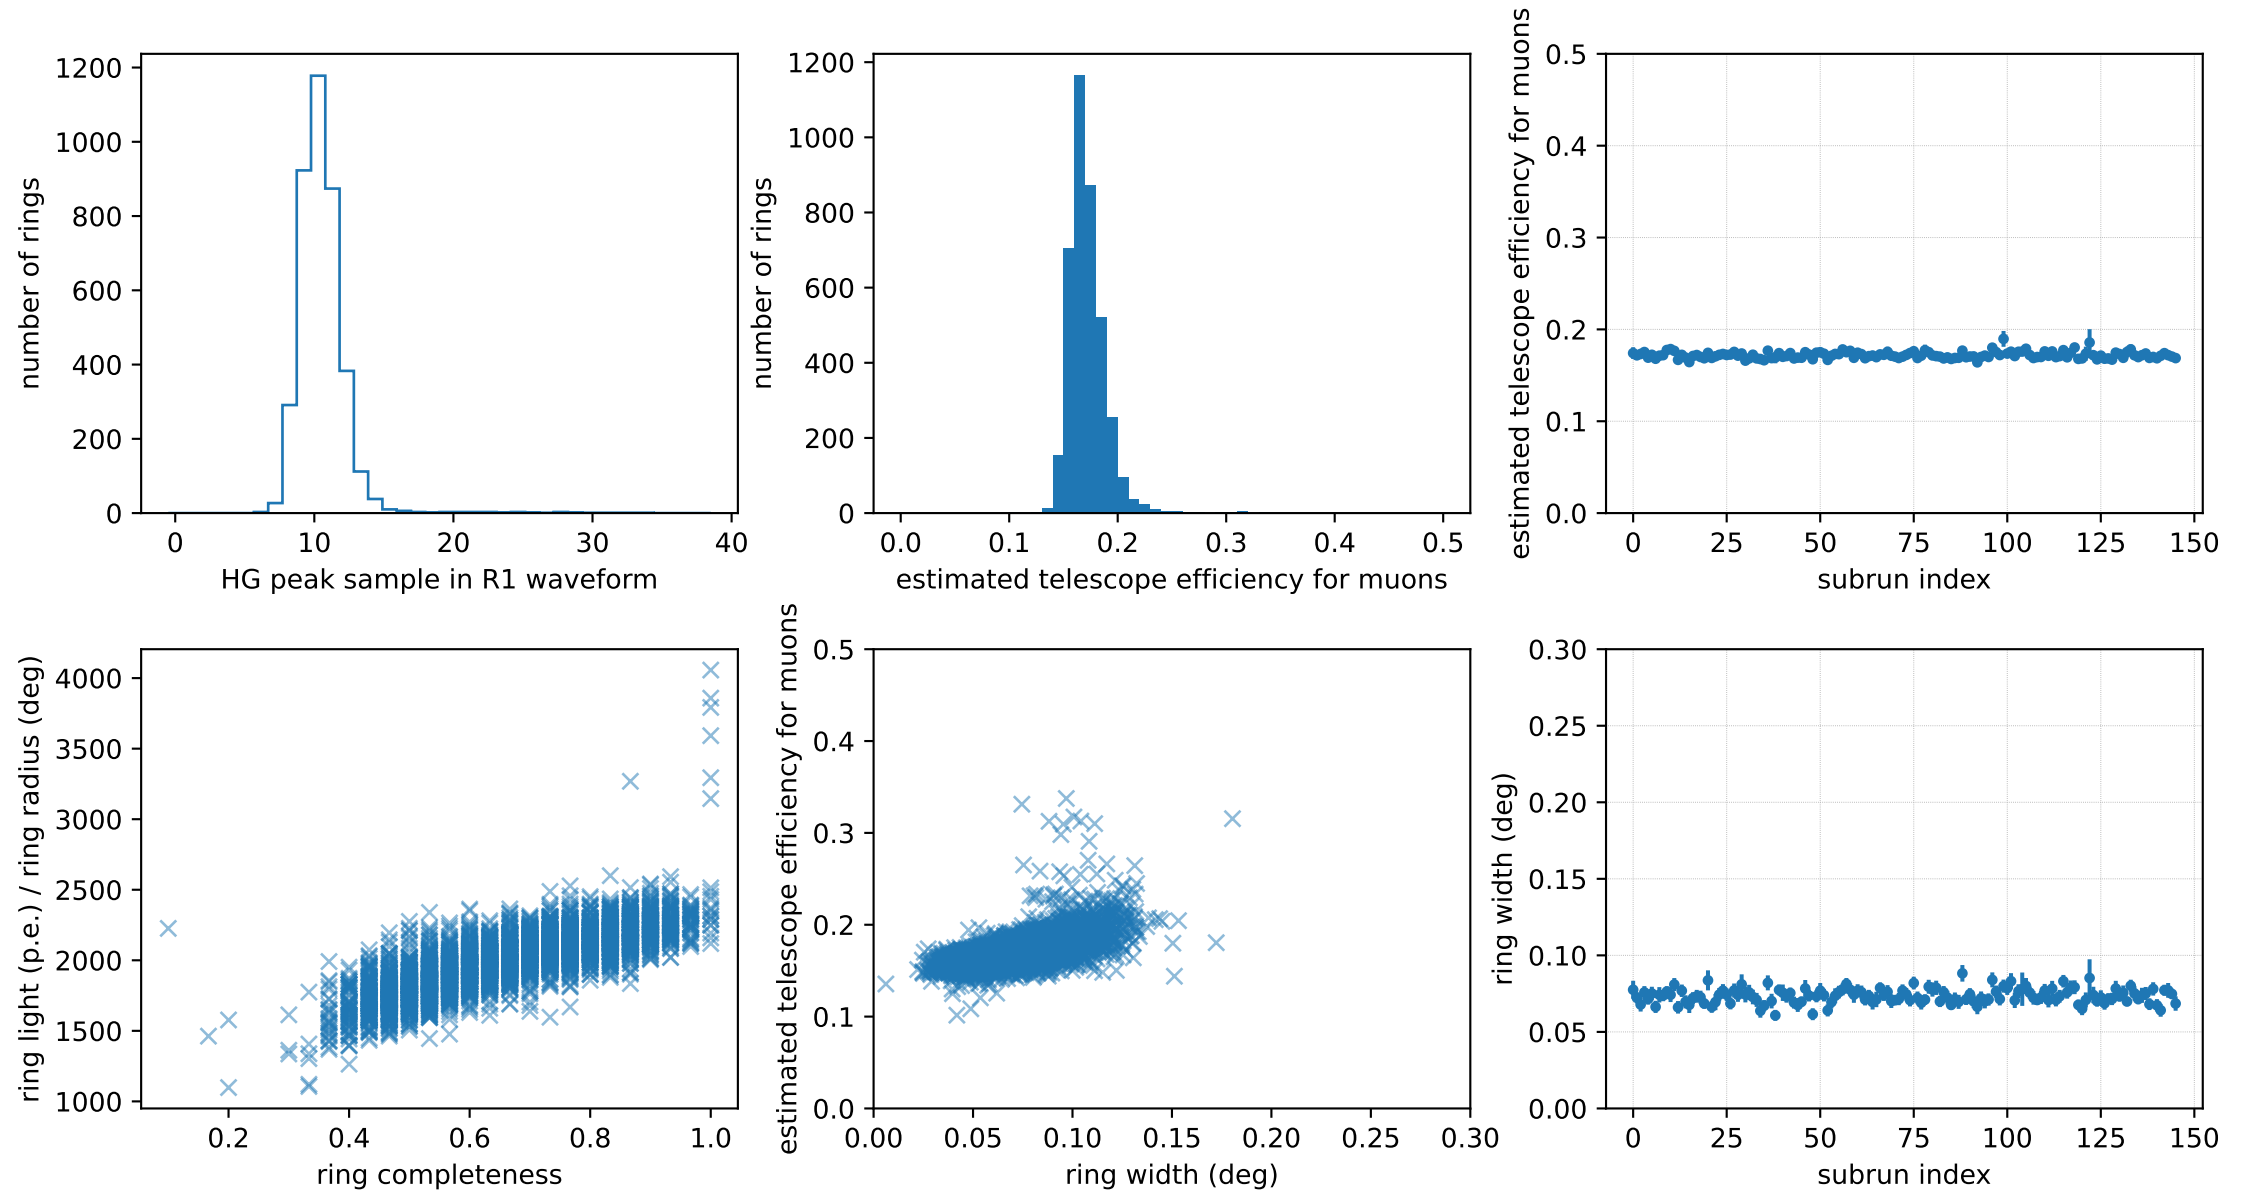 number of rings
1200
1000
800
600
400
200
0
0 10 20 30 40
HG peak sample in R1 waveform
number of rings
1200
1000
800
600
400
200
0
0.0 0.1 0.2 0.3 0.4 0.5
estimated telescope efficiency for muons
estimated telescope efficiency for muons
0.5
0.4
0.3
0.2
0.1
0.0
0 25 50 75 100 125 150
subrun index
ring light (p.e.) / ring radius (deg)
4000
3500
3000
2500
2000
1500
1000
0.2 0.4 0.6 0.8 1.0
ring completeness
estimated telescope efficiency for muons
0.5
0.4
0.3
0.2
0.1
0.0
0.00 0.05 0.10 0.15 0.20 0.25 0.30
ring width (deg)
ring width (deg)
0.30
0.25
0.20
0.15
0.10
0.05
0.00
0 25 50 75 100 125 150
subrun index